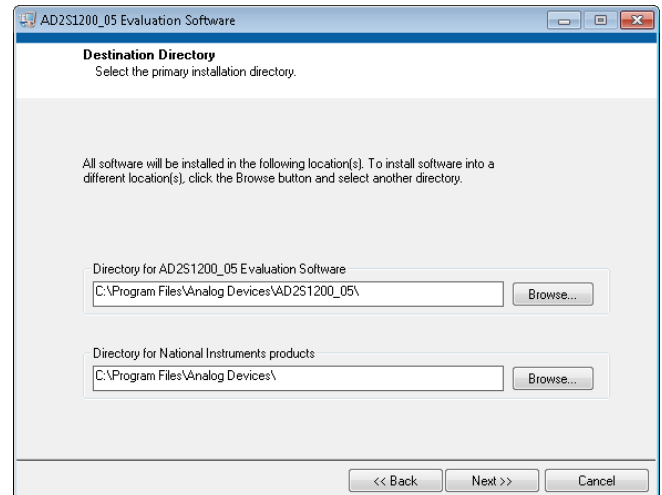 AD2S1200_05 Evaluation Software
Destination Directory
Select the primary installation directory.
All software will be installed in the following location(s). To install software into a
different location(s), click the Browse button and select another directory.
Directory for AD2S1200_05 Evaluation Software
C:\Program Files\Analog Devices\AD2S1200_05\
Browse...
Directory for National Instruments products
C:\Program Files\Analog Devices\
Browse...
<< Back
Next >>
Cancel